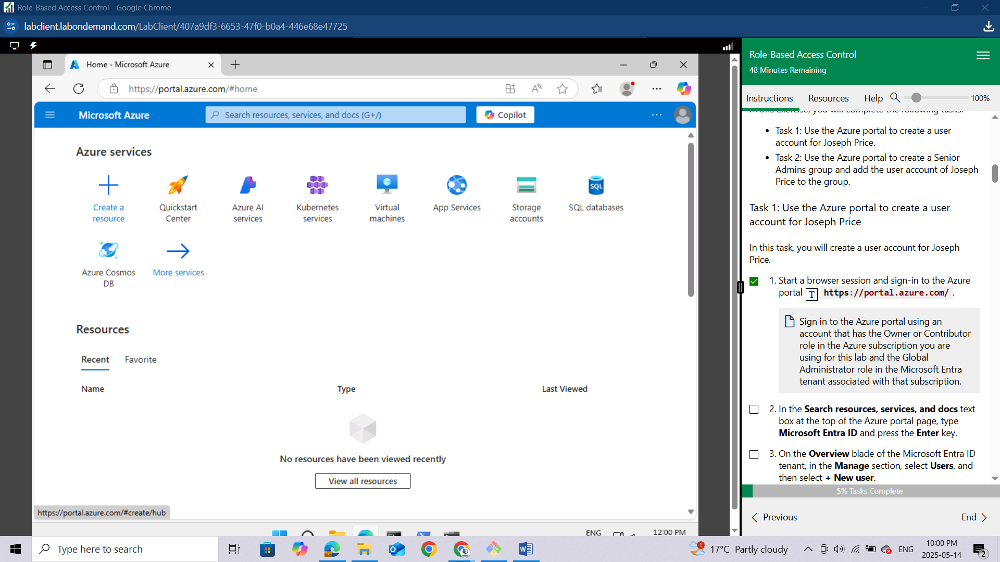 Role-Based Access Control - Google Chrome
labclient.labondemand.com/LabClient/407a9df3-6653-47f0-b0a4-446e68e47725
Home - Microsoft Azure
https://portal.azure.com/#home
Microsoft Azure
Search resources, services, and docs (G+/)
Copilot
Azure services
Create a resource
Quickstart Center
Azure AI services
Kubernetes services
Virtual machines
App Services
Storage accounts
SQL
SQL databases
Azure Cosmos DB
More services
Resources
Recent
Favorite
Name
Type
Last Viewed
No resources have been viewed recently
View all resources
https://portal.azure.com/#create/hub
ENG
12:00 PM
Role-Based Access Control
48 Minutes Remaining
Instructions
Resources
Help
100%
In this exercise, you will complete the following tasks:
• Task 1: Use the Azure portal to create a user
account for Joseph Price.
• Task 2: Use the Azure portal to create a Senior
Admins group and add the user account of Joseph
Price to the group.
Task 1: Use the Azure portal to create a user
account for Joseph Price
In this task, you will create a user account for Joseph
Price.
1. Start a browser session and sign-in to the Azure
portal T https://portal.azure.com/.
Sign in to the Azure portal using an
account that has the Owner or Contributor
role in the Azure subscription you are
using for this lab and the Global
Administrator role in the Microsoft Entra
tenant associated with that subscription.
2. In the Search resources, services, and docs text
box at the top of the Azure portal page, type
Microsoft Entra ID and press the Enter key.
3. On the Overview blade of the Microsoft Entra ID
tenant, in the Manage section, select Users, and
then select + New user.
5% Tasks Complete
Previous
End
Type here to search
1
17°C Partly cloudy
ENG
10:00 PM
2025-05-14
2